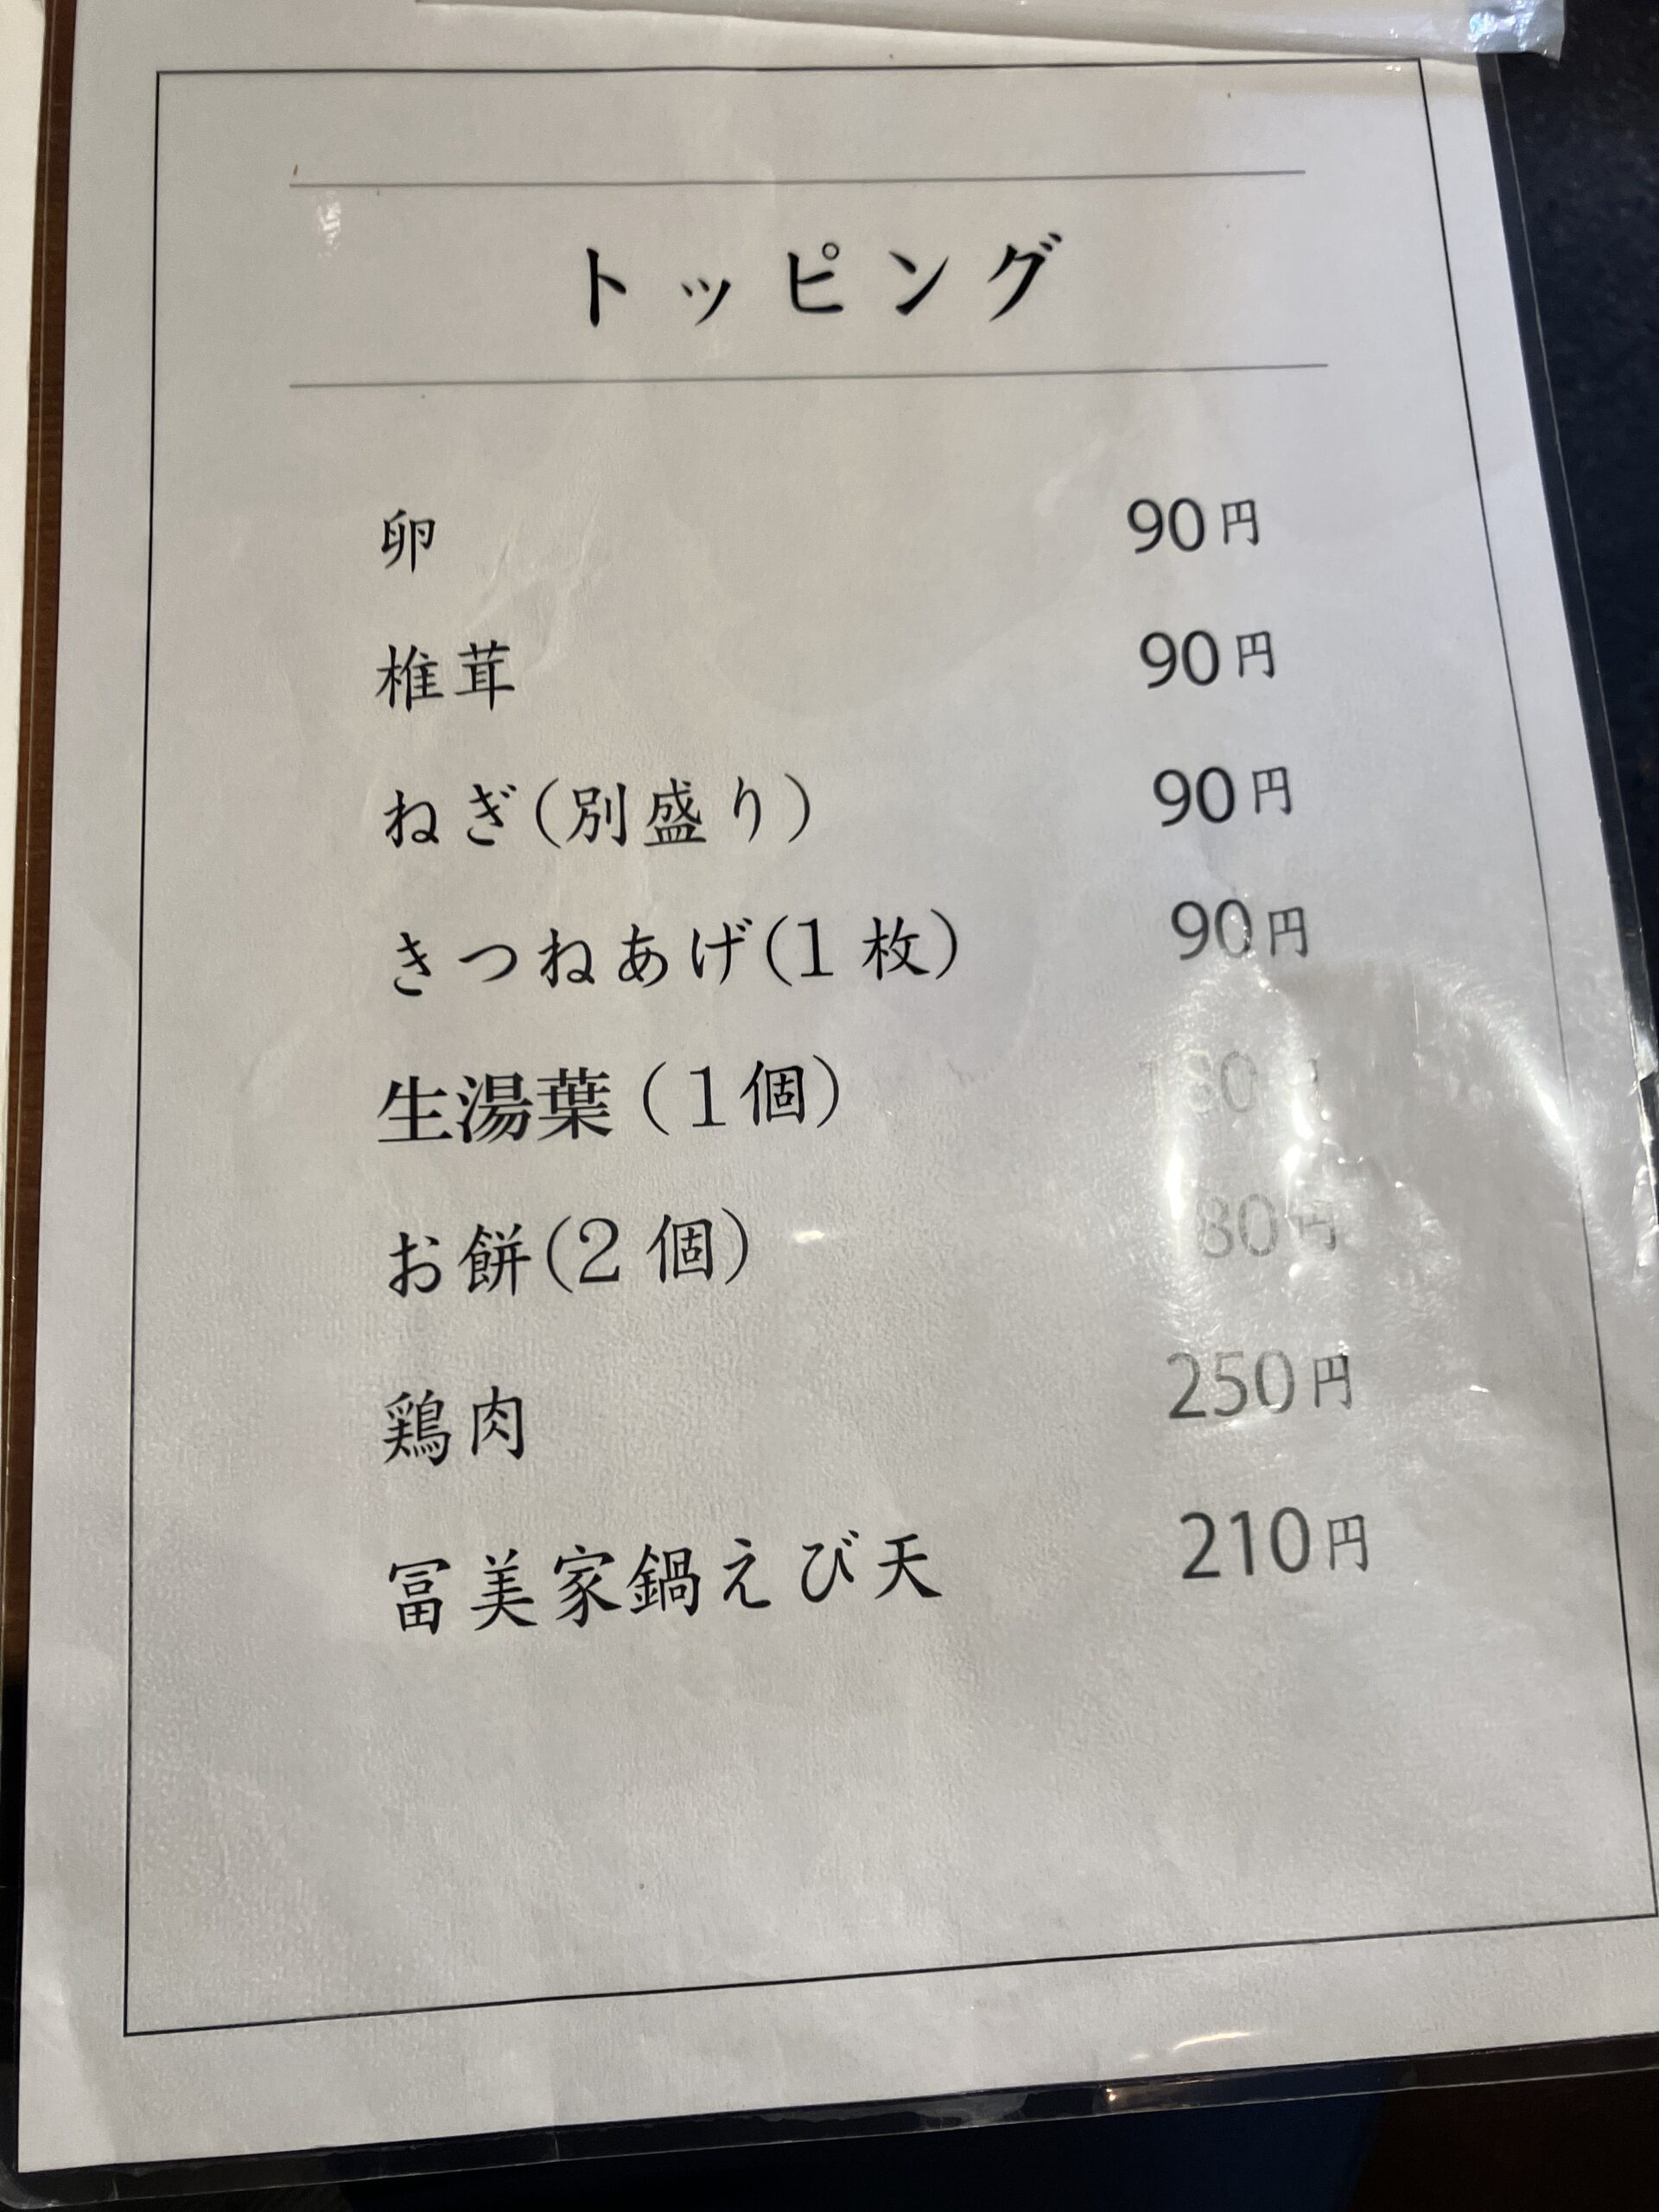 トッピング
卵 90円
椎茸 90円
ねぎ(別盛り) 90円
きつねあげ(1枚) 90円
生湯葉(1個)
お餅(2個)
鶏肉 250円
冨美家鍋えび天 210円